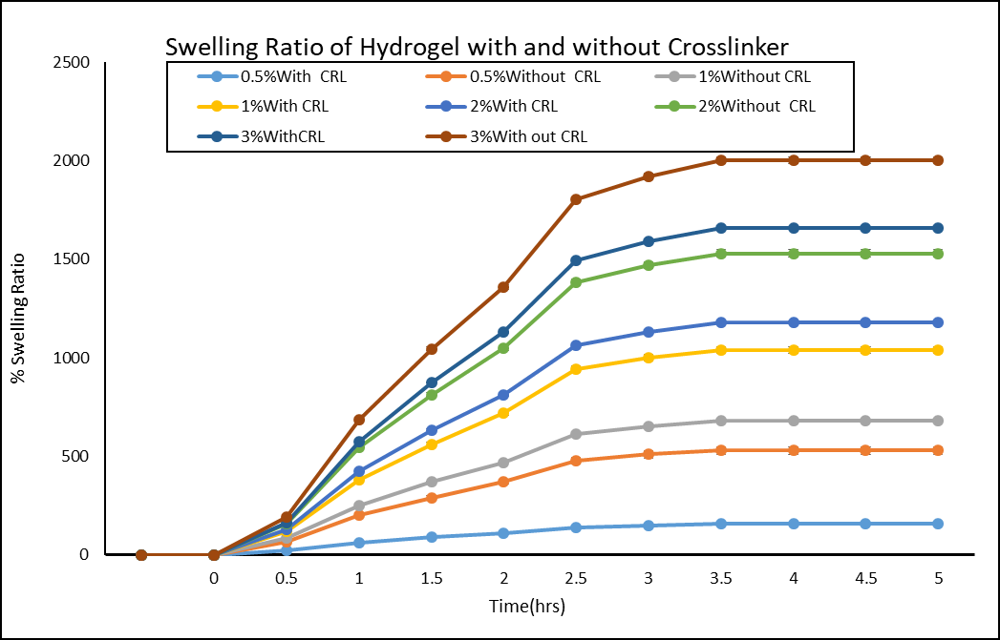 Swelling Ratio of Hydrogel with and without Crosslinker
0.5%With CRL 0.5%Without CRL 1%Without CRL
1%With CRL 2%With CRL 2%Without CRL
3%WithCRL 3%With out CRL
2500
2000
1500
1000
500
0
% Swelling Ratio
0 0.5 1 1.5 2 2.5 3 3.5 4 4.5 5
Time(hrs)